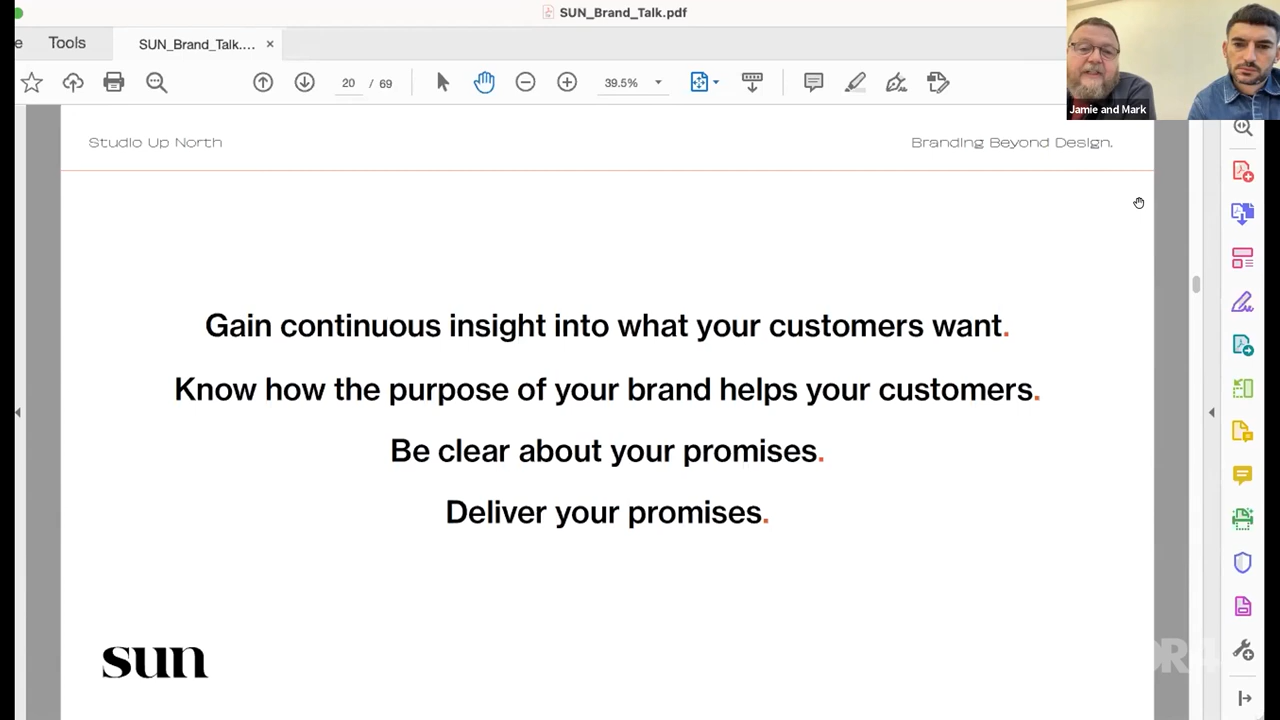 SUN_Brand_Talk.pdf
e Tools SUN_Brand_Talk.... ×
20 / 69 39.5%
Jamie and Mark
Studio Up North Branding Beyond Design.
Gain continuous insight into what your customers want.
Know how the purpose of your brand helps your customers.
Be clear about your promises.
Deliver your promises.
sun